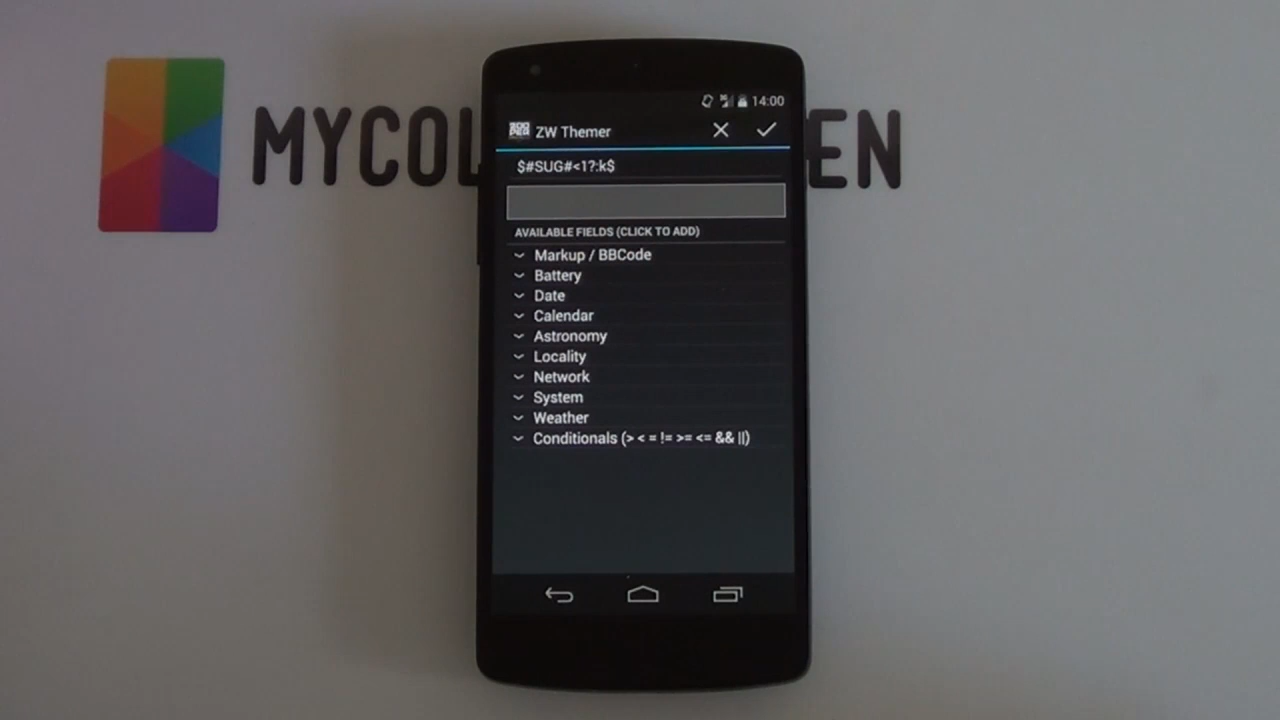 MYCOL EN
14:00
ZW Themer
$#SUG#<1?:k$
AVAILABLE FIELDS (CLICK TO ADD)
Markup / BBCode
Battery
Date
Calendar
Astronomy
Locality
Network
System
Weather
Conditionals (> < = != >= <= && ||)